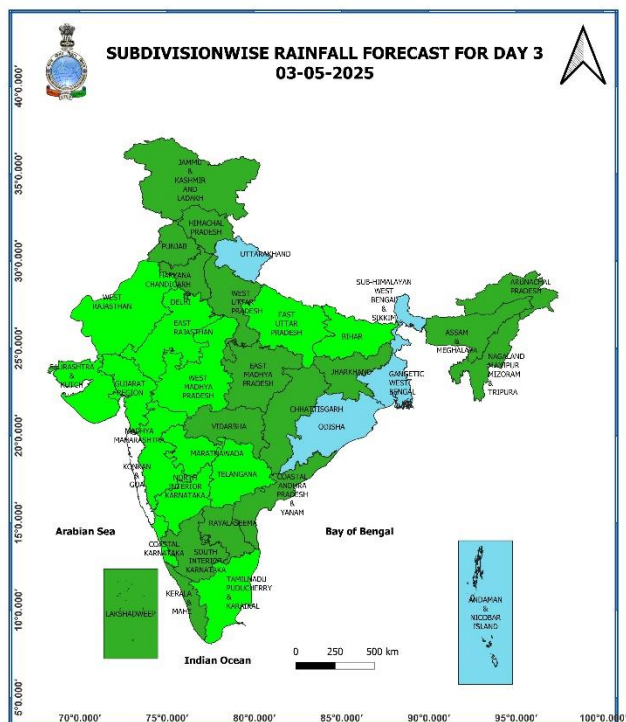 SUBDIVISIONWISE RAINFALL FORECAST FOR DAY 3
03-05-2025
40°0.000'
35°0.000'
30°0.000'
25°0.000'
20°0.000'
15°0.000'
10°0.000'
6°0.000'
JAMMU
&
KASHMIR
AND
LADAKH
HIMACHAL
PRADESH
PUNJAB
UTTARAKHAND
HARYANA
CHANDIGARH
DELHI
WEST
RAJASTHAN
WEST
UTTAR
PRADESH
SUB-HIMALAYAN
WEST
BENGAL
&
SIKKIM
ARUNACHAL
PRADESH
EAST
RAJASTHAN
EAST
UTTAR
PRADESH
BIHAR
ASSAM
&
MEGHALAYA
NAGALAND
MANIPUR
MIZORAM
&
TRIPURA
SAURASHTRA
&
KUTCH
GUJARAT
REGION
WEST
MADHYA
PRADESH
EAST
MADHYA
PRADESH
JHARKHAND
GANGETIC
WEST
BENGAL
CHHATTISGARH
ODISHA
VIDARBHA
MADHYA
MAHARASHTRA
MARATHAWADA
KONKAN
&
GOA
NORTH
INTERIOR
KARNATAKA
TELANGANA
COASTAL
ANDHRA
PRADESH
&
YANAM
RAYALASEEMA
Arabian Sea
Bay of Bengal
COASTAL
KARNATAKA
SOUTH
INTERIOR
KARNATAKA
TAMILNADU
PUDUCHERRY
&
KARAIKAL
KERALA
&
MAHE
LAKSHADWEEP
ANDAMAN
&
NICOBAR
ISLAND
Indian Ocean
0 250 500 km
70°0.000' 75°0.000' 80°0.000' 85°0.000' 90°0.000' 95°0.000' 100°0.000'